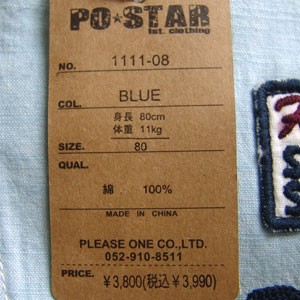 PO★STAR
1st. clothing
NO. 1111-08
COL. BLUE
身長 80cm
体重 11kg
SIZE. 80
QUAL.
綿 100%
MADE IN CHINA
PLEASE ONE CO.,LTD.
052-910-8511
PRICE.
¥3,800(税込¥3,990)